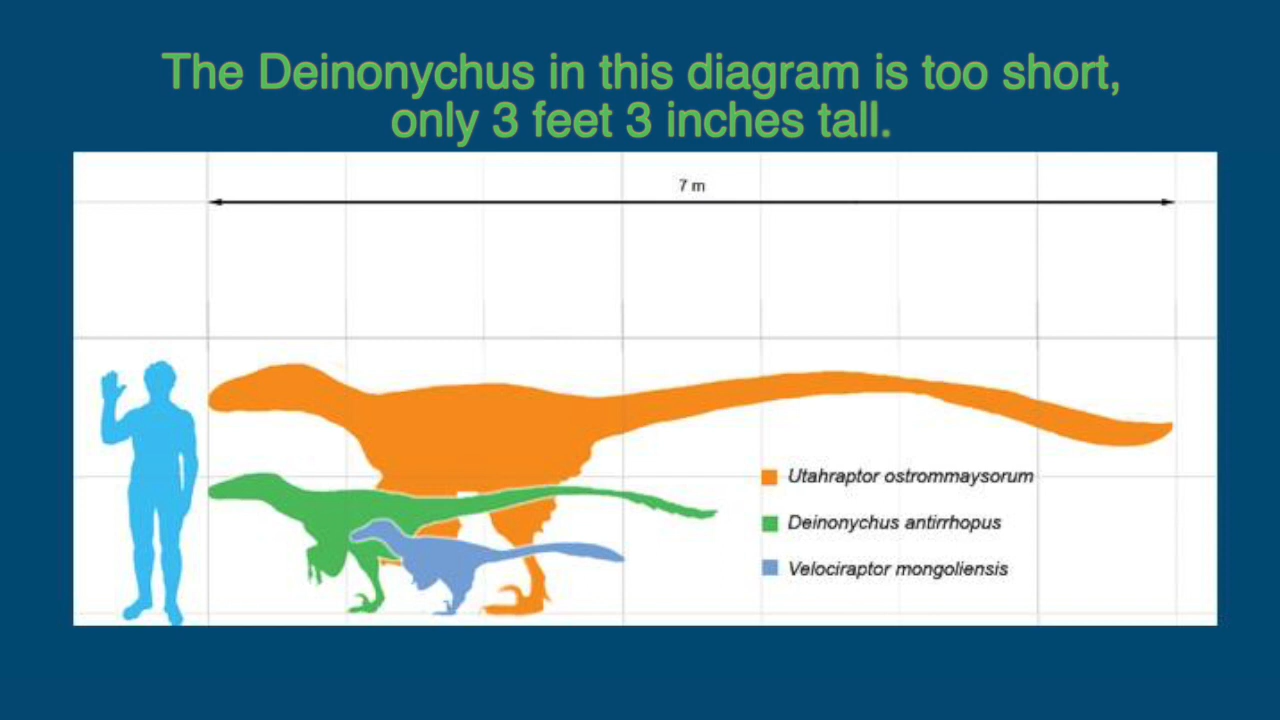 The Deinonychus in this diagram is too short,
only 3 feet 3 inches tall.
7 m
Utahraptor ostrommaysorum
Deinonychus antirrhopus
Velociraptor mongoliensis